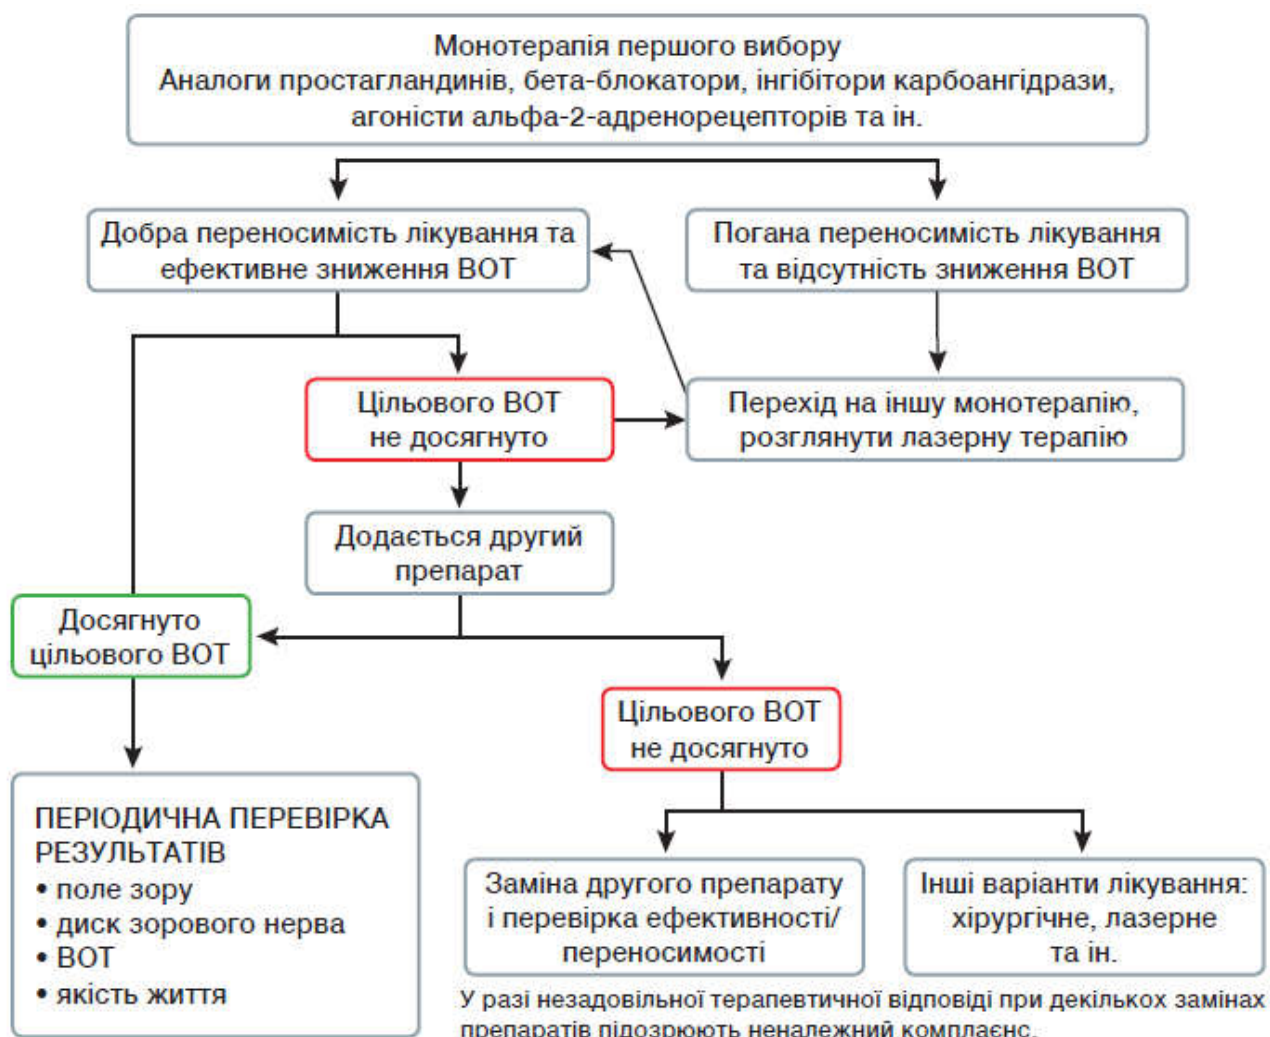 Монотерапія першого вибору
Аналоги простагландинів, бета-блокатори, інгібітори карбоангідрази,
агоністи альфа-2-адренорецепторів та ін.
Добра переносимість лікування та
ефективне зниження ВОТ
Погана переносимість лікування
та відсутність зниження ВОТ
Цільового ВОТ
не досягнуто
Перехід на іншу монотерапію,
розглянути лазерну терапію
Додається другий
препарат
Досягнуто
цільового ВОТ
Цільового ВОТ
не досягнуто
ПЕРІОДИЧНА ПЕРЕВІРКА
РЕЗУЛЬТАТІВ
• поле зору
• диск зорового нерва
• ВОТ
• якість життя
Заміна другого препарату
і перевірка ефективності/
переносимості
Інші варіанти лікування:
хірургічне, лазерне
та ін.
У разі незадовільної терапевтичної відповіді при декількох замінах
препаратів підозрюють неналежний комплаєнс.